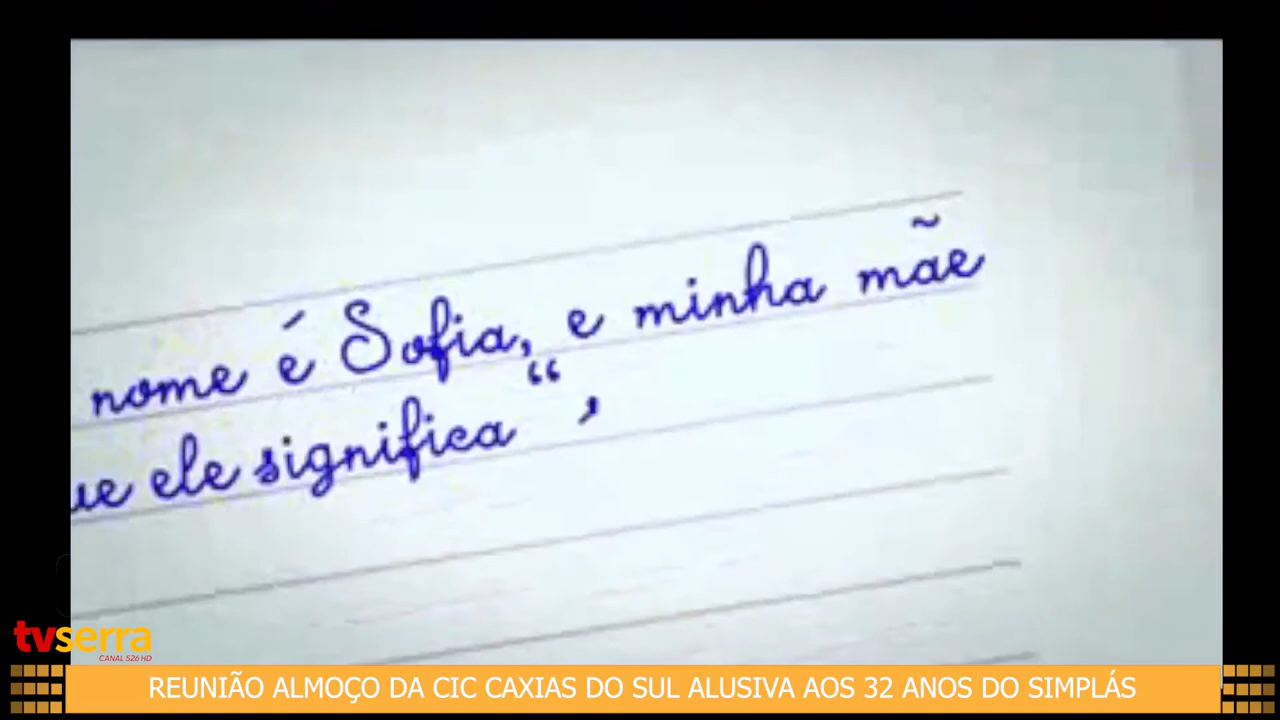 nome é Sofia, e minha mãe
ue ele significa “,
tvserra
CANAL 526 HD
REUNIÃO ALMOÇO DA CIC CAXIAS DO SUL ALUSIVA AOS 32 ANOS DO SIMPLÁS